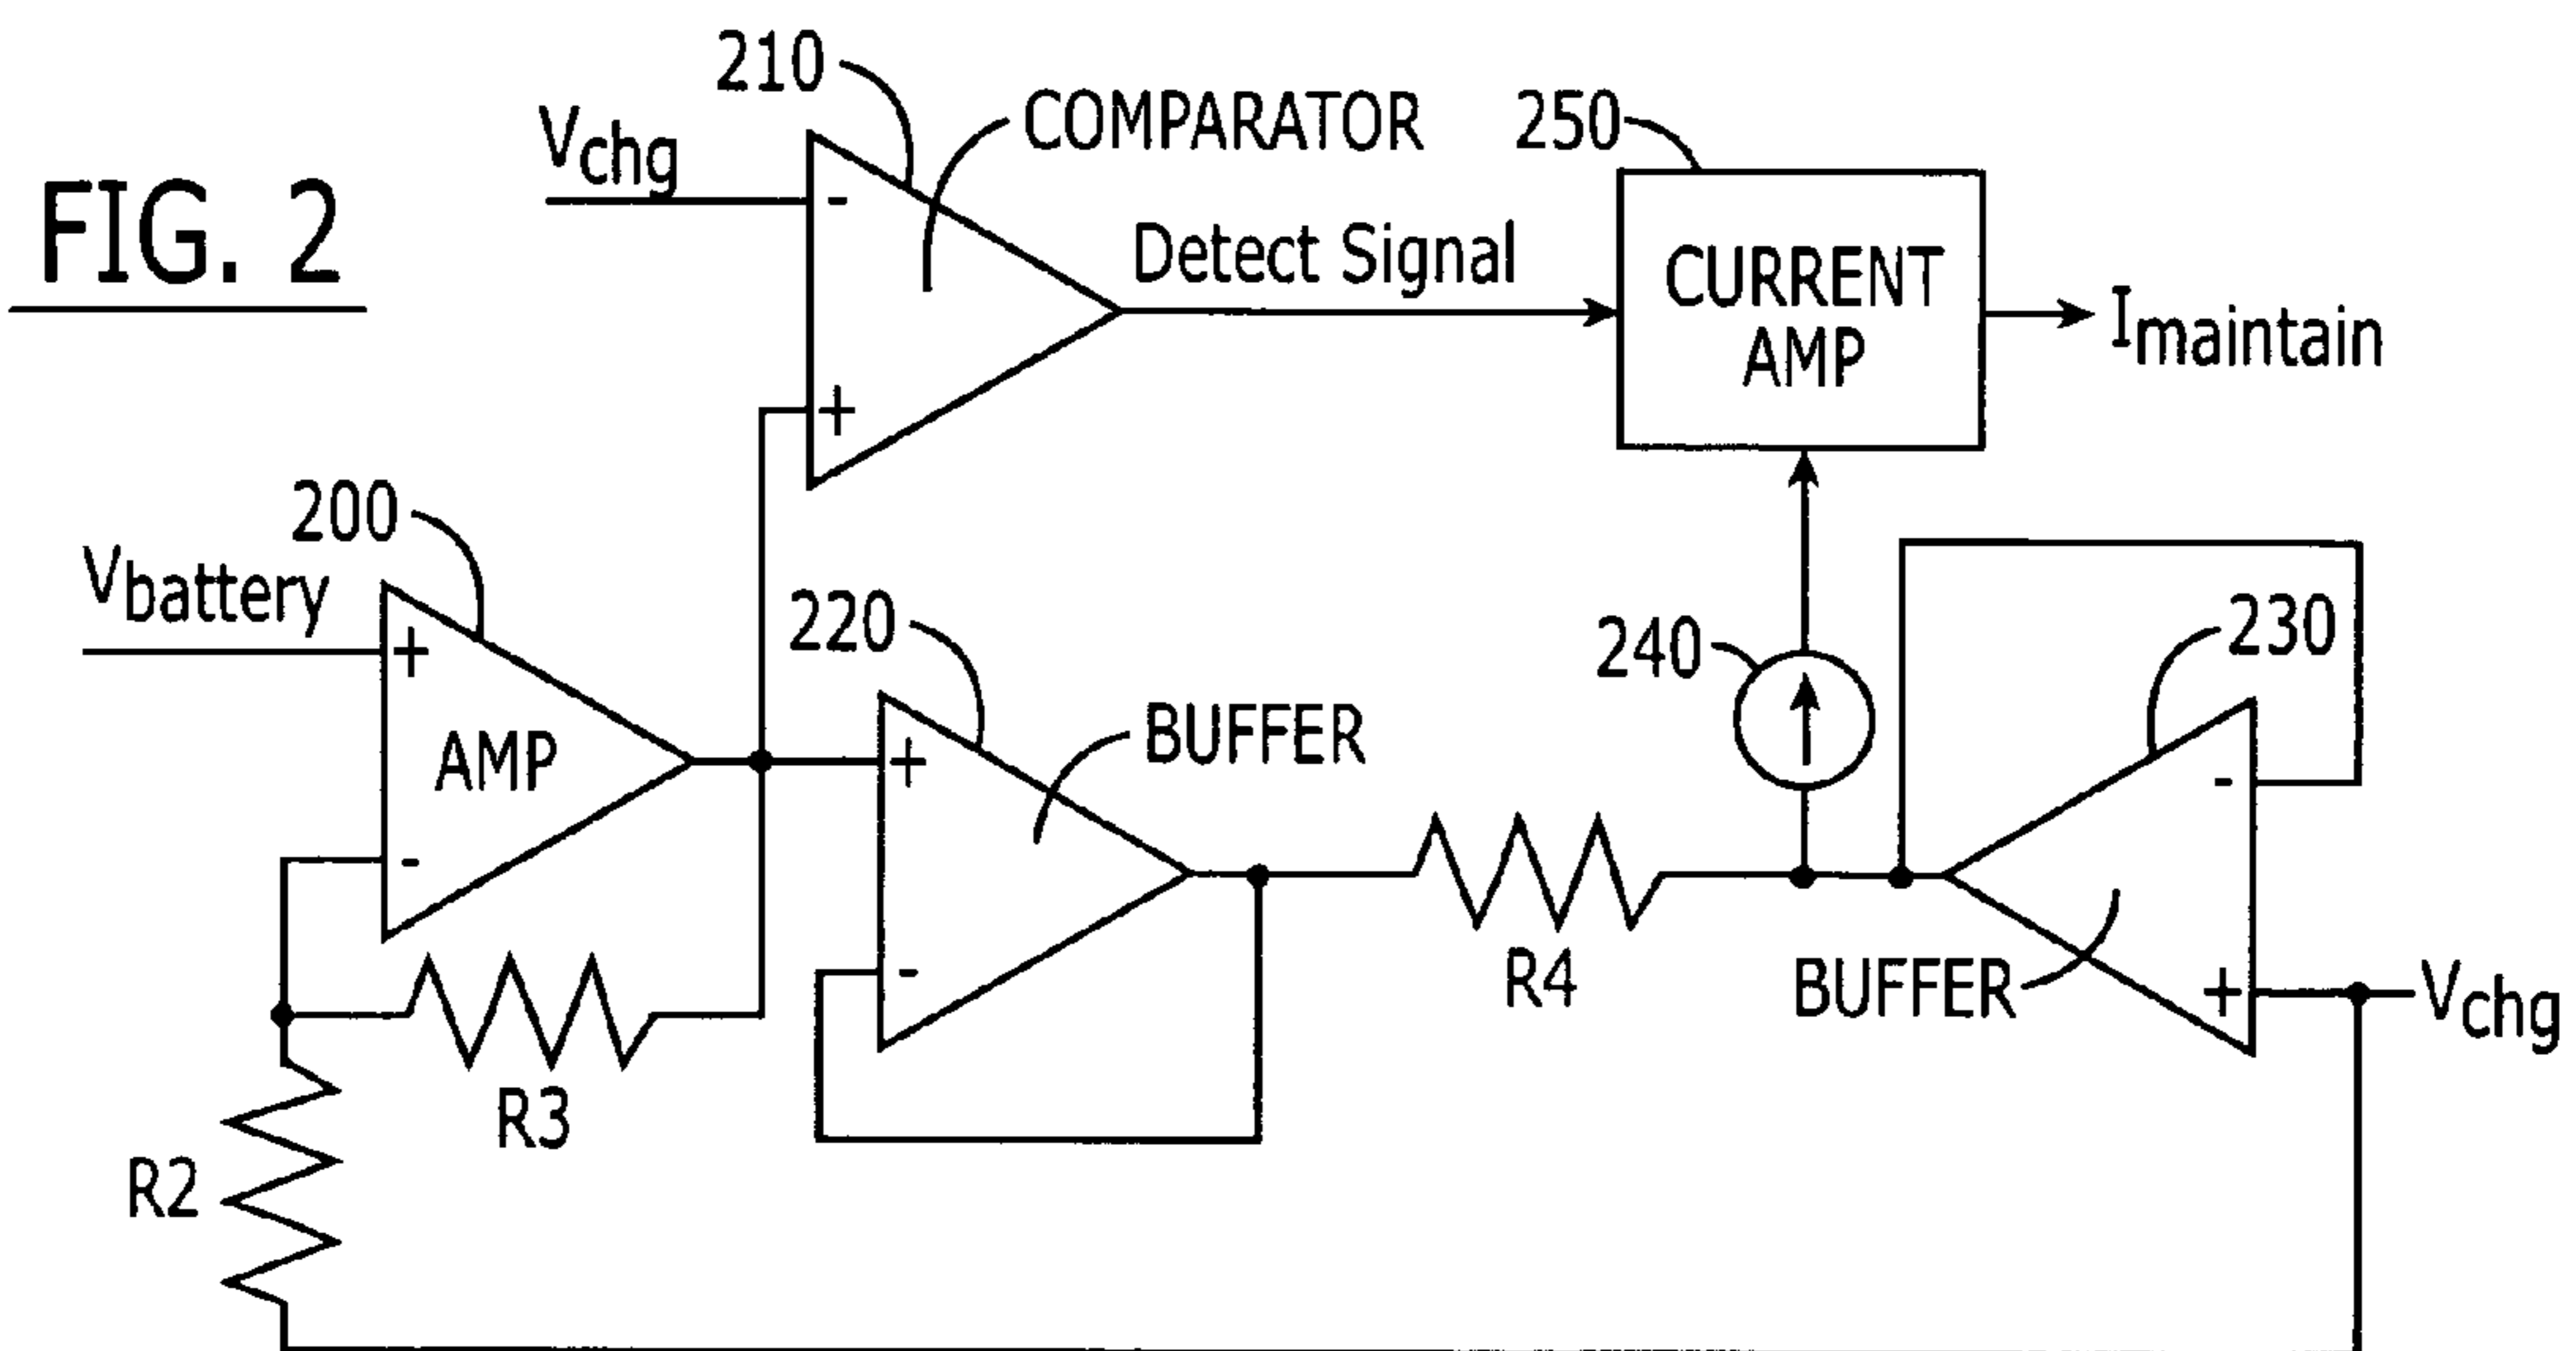 FIG. 2
210
COMPARATOR
Vchg
-
+
Detect Signal
250
CURRENT
AMP
Imaintain
200
Vbattery
+
AMP
-
220
BUFFER
+
-
240
230
-
+
BUFFER
Vchg
R4
R3
R2